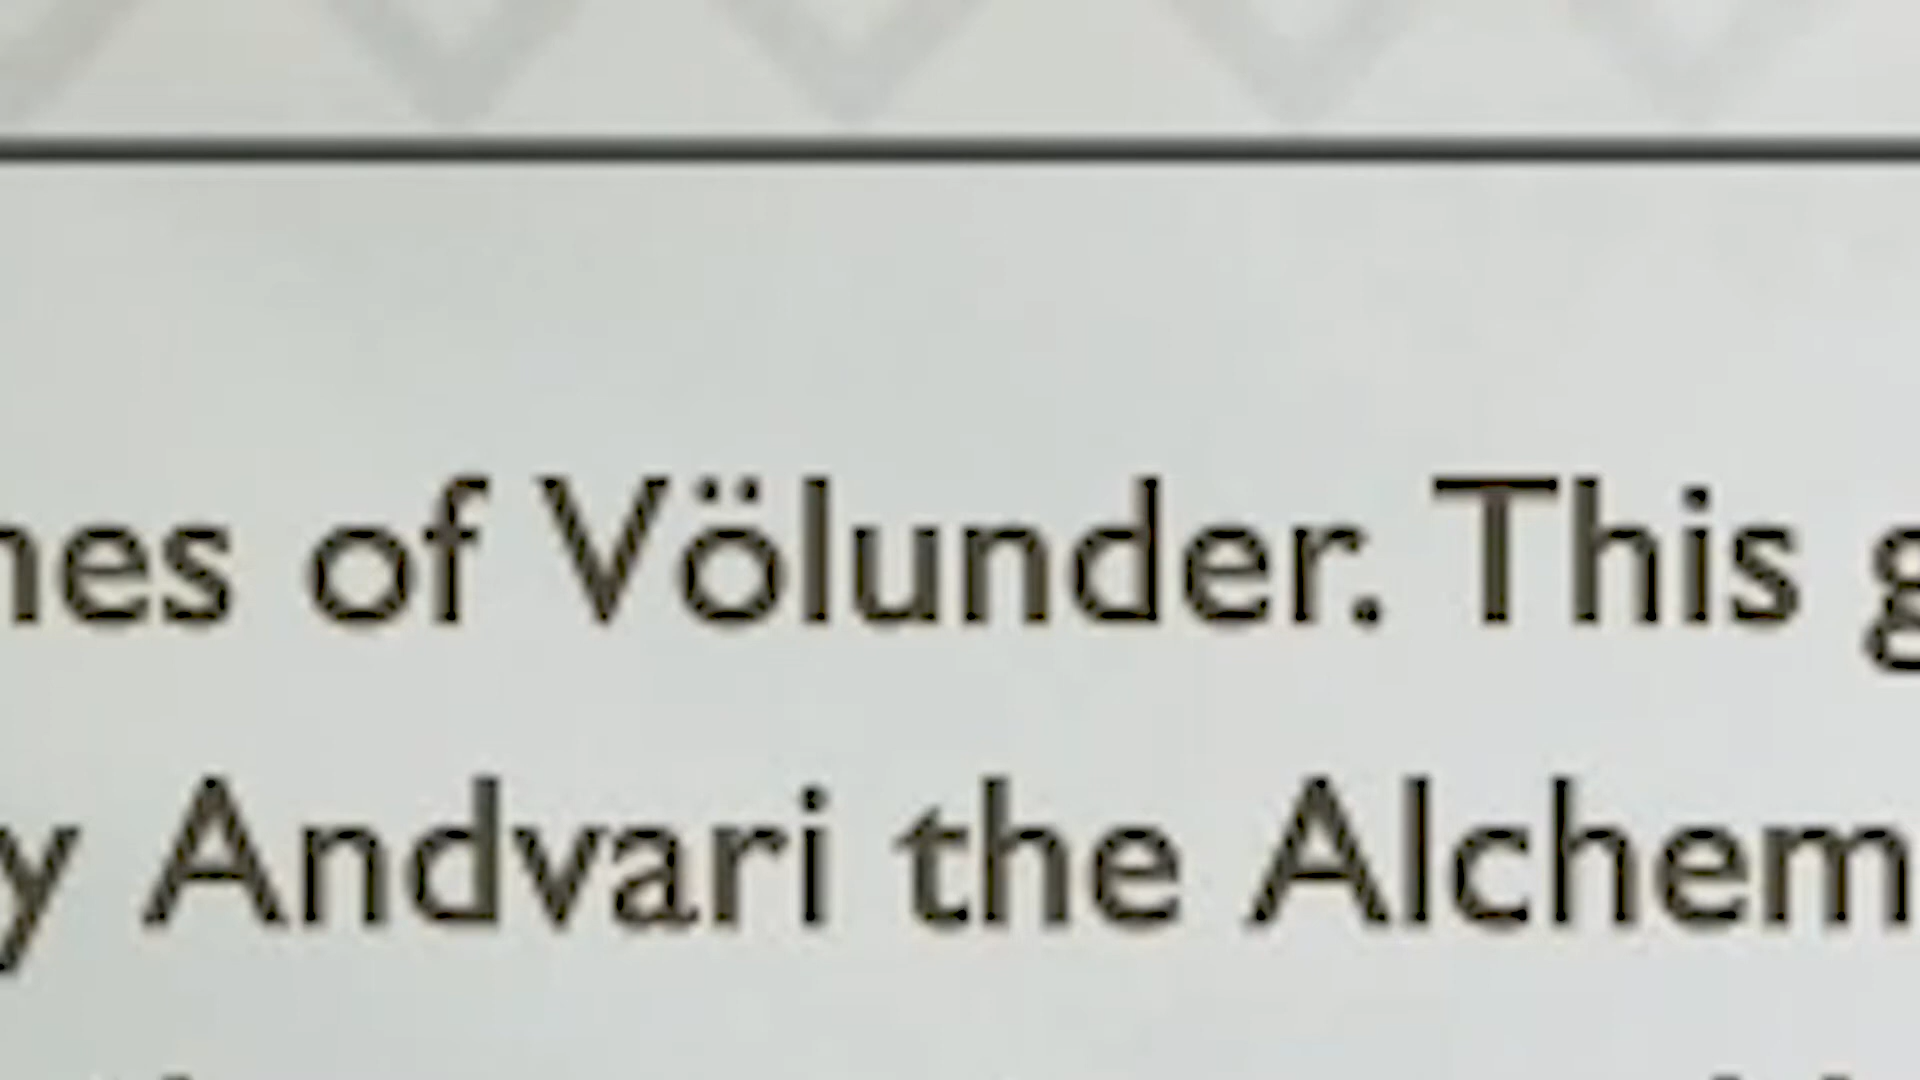 nes of Völunder. This g
y Andvari the Alchem